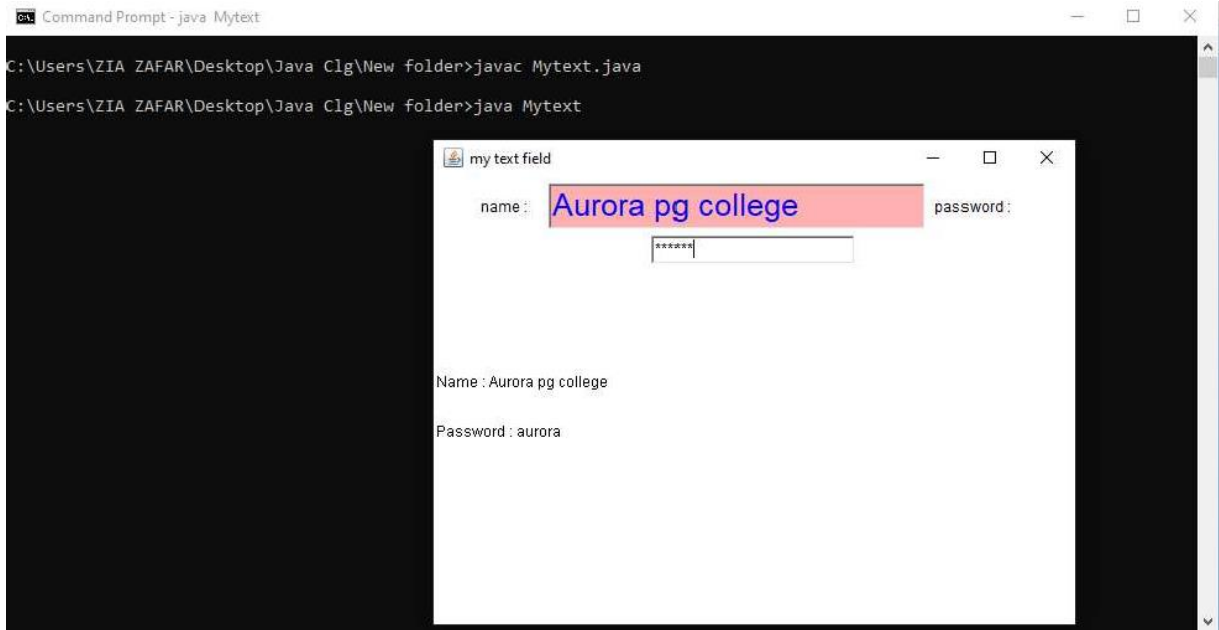 Command Prompt - java Mytext
C:\Users\ZIA ZAFAR\Desktop\Java Clg\New folder>javac Mytext.java
C:\Users\ZIA ZAFAR\Desktop\Java Clg\New folder>java Mytext
my text field
name : Aurora pg college password :
******
Name : Aurora pg college
Password : aurora